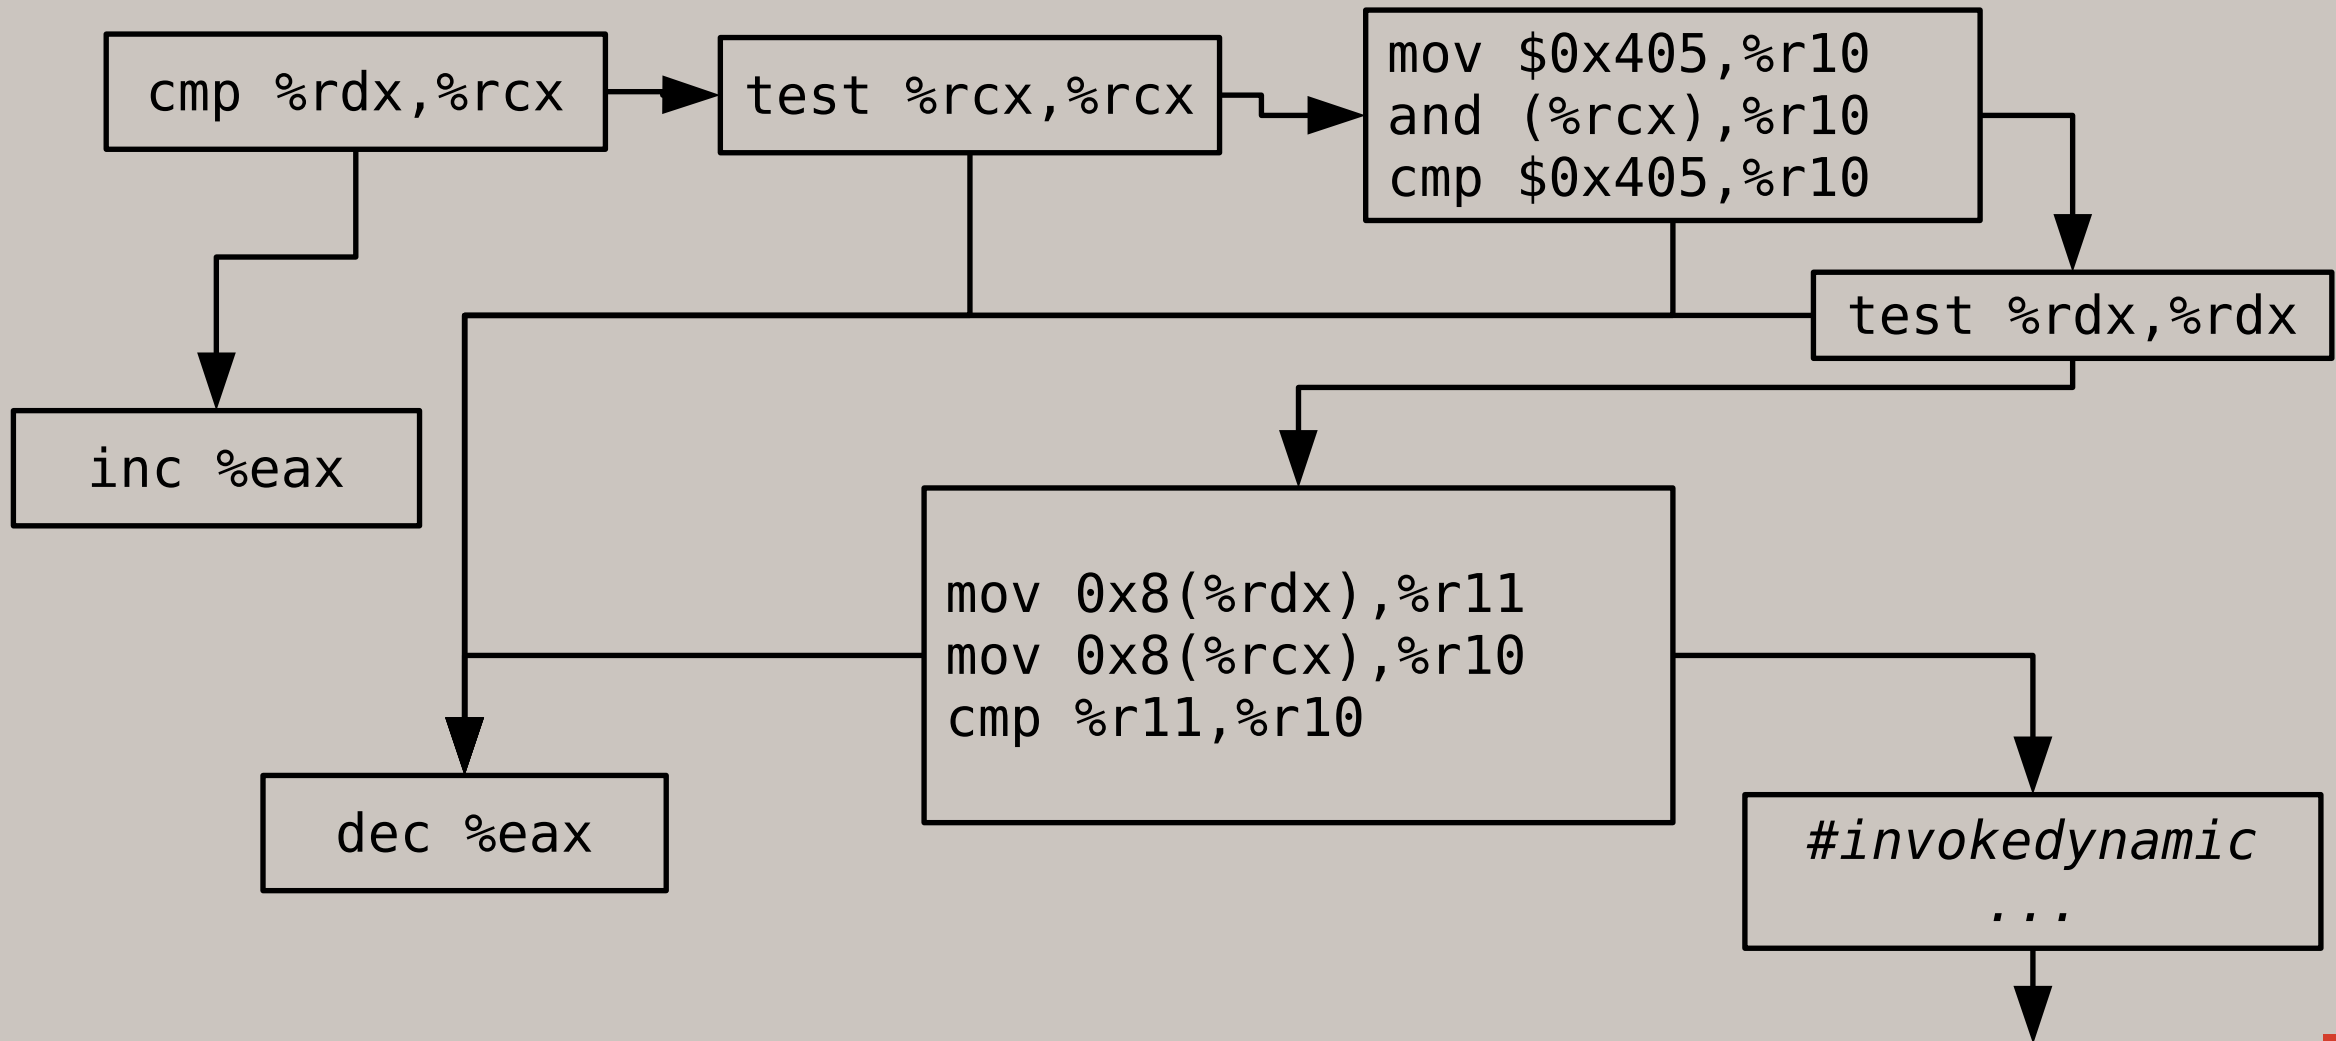 cmp %rdx,%rcx
test %rcx,%rcx
mov $0x405,%r10
and (%rcx),%r10
cmp $0x405,%r10
test %rdx,%rdx
inc %eax
mov 0x8(%rdx),%r11
mov 0x8(%rcx),%r10
cmp %r11,%r10
dec %eax
#invokedynamic
...